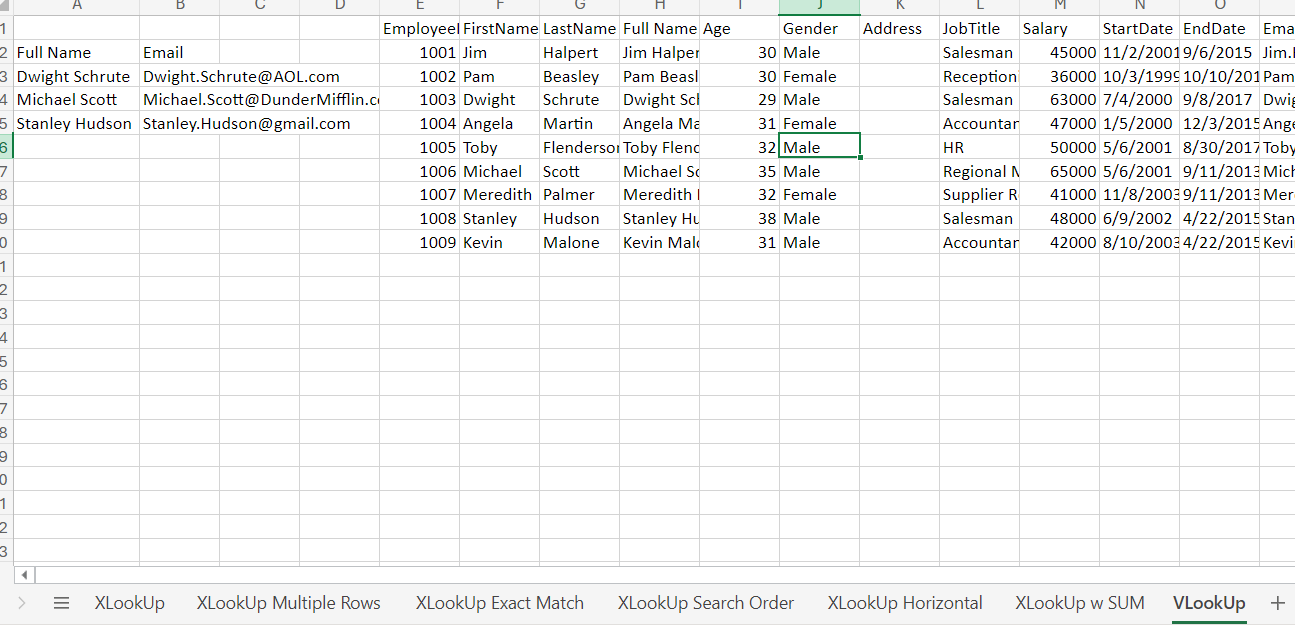 A B C D E F G H I J K L M N O
1 EmployeeI FirstName LastName Full Name Age Gender Address JobTitle Salary StartDate EndDate Ema
2 Full Name Email 1001 Jim Halpert Jim Halper 30 Male Salesman 45000 11/2/2001 9/6/2015 Jim.
3 Dwight Schrute Dwight.Schrute@AOL.com 1002 Pam Beasley Pam Beasl 30 Female Reception 36000 10/3/1999 10/10/201 Pam
4 Michael Scott Michael.Scott@DunderMifflin.c 1003 Dwight Schrute Dwight Sch 29 Male Salesman 63000 7/4/2000 9/8/2017 Dwig
5 Stanley Hudson Stanley.Hudson@gmail.com 1004 Angela Martin Angela Ma 31 Female Accountan 47000 1/5/2000 12/3/2015 Ange
6 1005 Toby Flenderson Toby Flend 32 Male HR 50000 5/6/2001 8/30/2017 Toby
7 1006 Michael Scott Michael Sc 35 Male Regional M 65000 5/6/2001 9/11/2013 Mich
8 1007 Meredith Palmer Meredith 32 Female Supplier R 41000 11/8/2003 9/11/2013 Mer
9 1008 Stanley Hudson Stanley Hu 38 Male Salesman 48000 6/9/2002 4/22/2015 Stan
0 1009 Kevin Malone Kevin Malo 31 Male Accountan 42000 8/10/2003 4/22/2015 Kevi
1
2
3
4
5
6
7
8
9
0
1
2
3
XLookUp XLookUp Multiple Rows XLookUp Exact Match XLookUp Search Order XLookUp Horizontal XLookUp w SUM VLookUp +